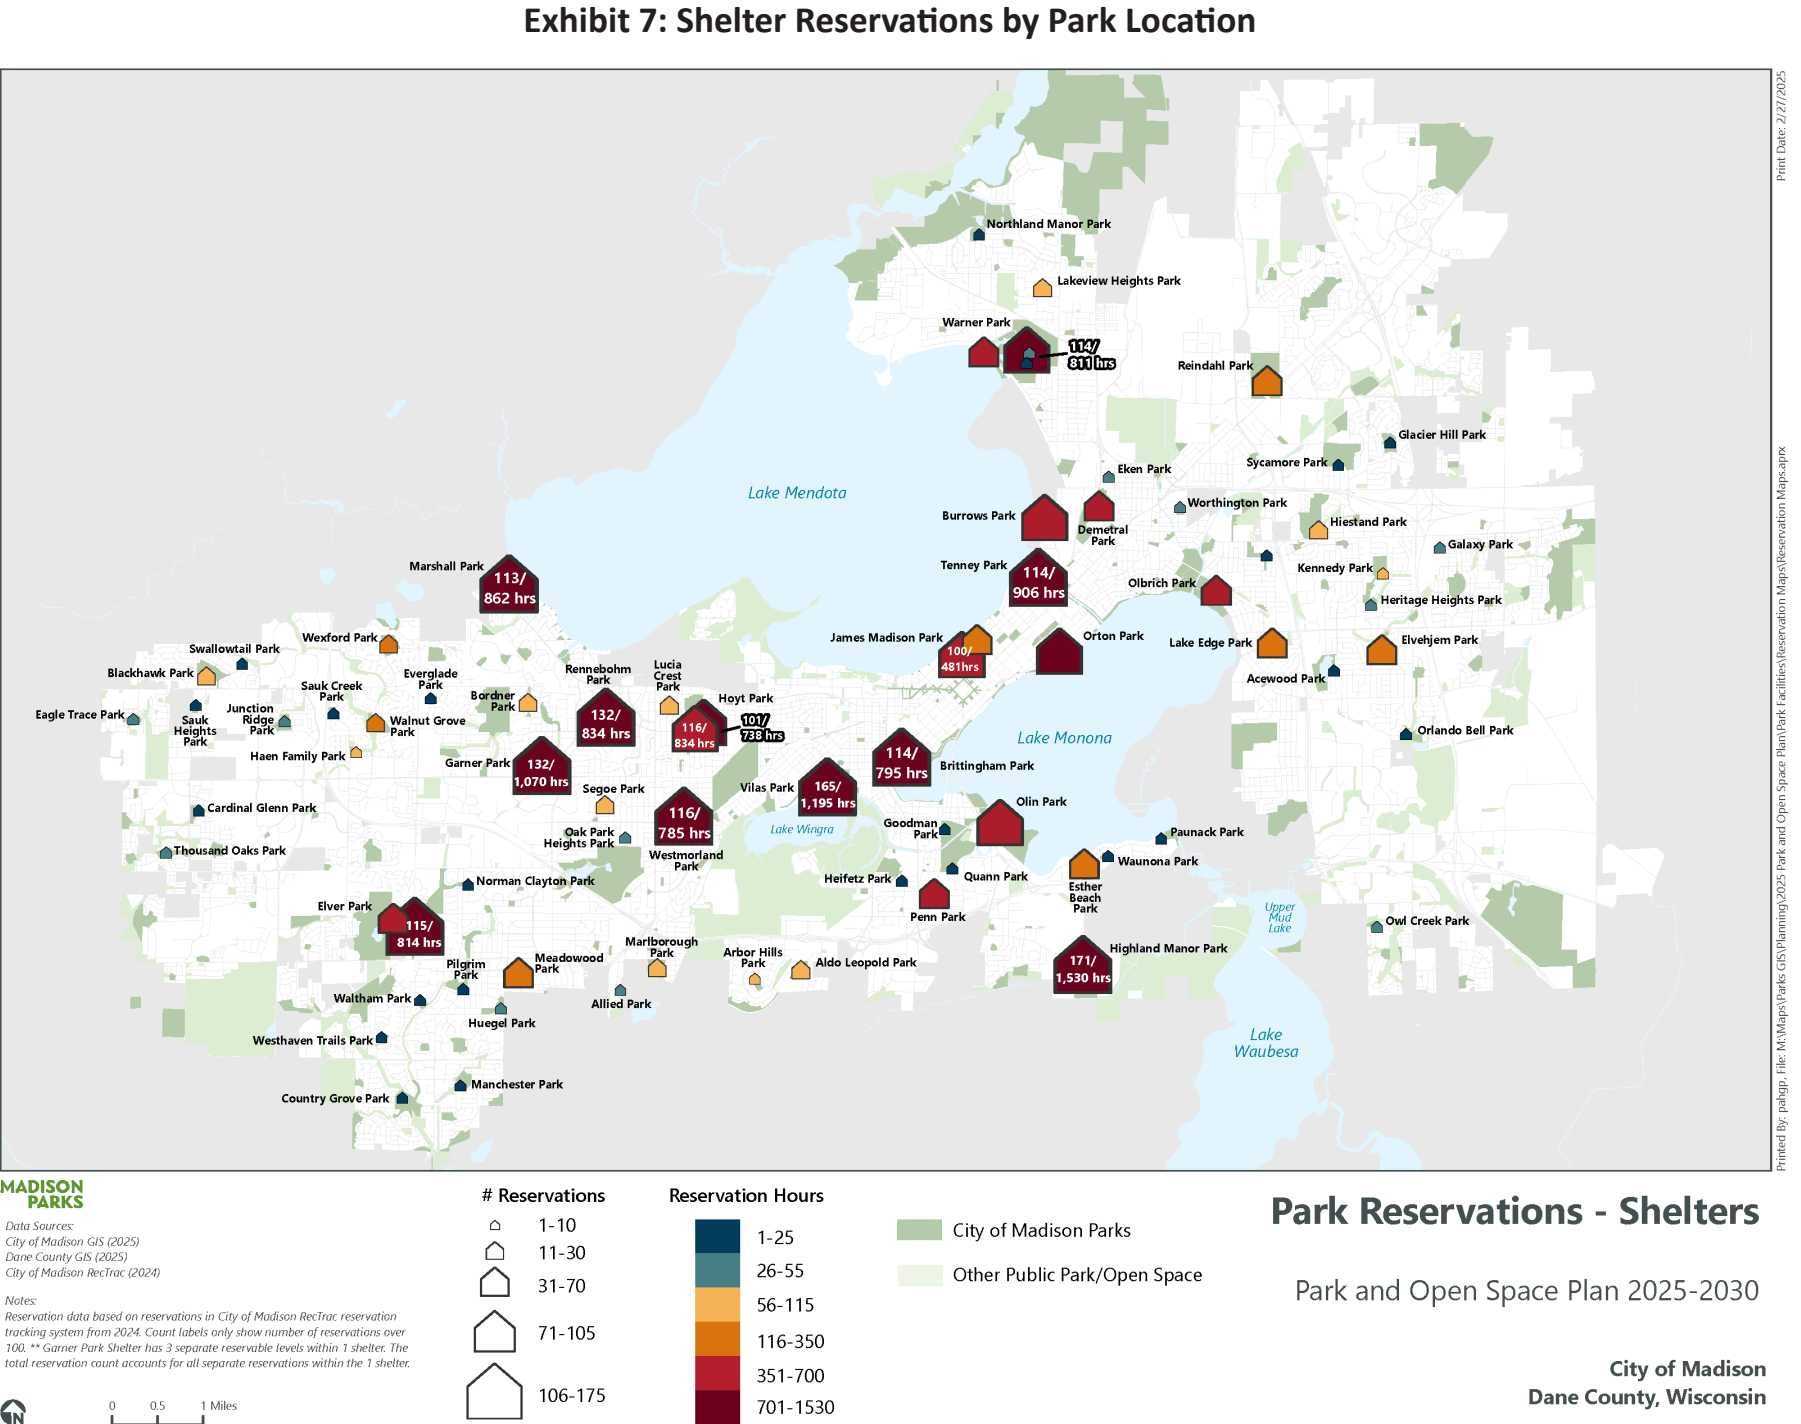 Exhibit 7: Shelter Reservations by Park Location
Print Date: 2/27/2025
Northland Manor Park
Lakeview Heights Park
Warner Park
114/
811 hrs
Reindahl Park
Glacier Hill Park
Sycamore Park
Eken Park
Lake Mendota
Worthington Park
Burrows Park
Demetral
Park
Hiestand Park
Galaxy Park
Marshall Park
113/
862 hrs
Tenney Park
114/
906 hrs
Kennedy Park
Olbrich Park
Heritage Heights Park
Wexford Park
James Madison Park
100/
481hrs
Orton Park
Lake Edge Park
Elvehjem Park
Swallowtail Park
Blackhawk Park
Acewood Park
Everglade
Park
Sauk Creek
Park
Bordner
Park
Rennebohm
Park
132/
834 hrs
Lucia
Crest
Park
Hoyt Park
116/
834 hrs
101/
738 hrs
Eagle Trace Park
Sauk
Heights
Park
Junction
Ridge
Park
Walnut Grove
Park
Haen Family Park
Garner Park
132/
1,070 hrs
Lake Monona
Orlando Bell Park
114/
795 hrs
Brittingham Park
Segoe Park
Vilas Park
165/
1,195 hrs
Olin Park
Cardinal Glenn Park
Oak Park
Heights Park
116/
785 hrs
Westmorland
Park
Lake Wingra
Goodman
Park
Paunack Park
Waunona Park
Thousand Oaks Park
Norman Clayton Park
Heifetz Park
Quann Park
Esther
Beach
Park
Penn Park
Elver Park
115/
814 hrs
Upper
Mud
Lake
Owl Creek Park
Marlborough
Park
Arbor Hills
Park
Aldo Leopold Park
Highland Manor Park
171/
1,530 hrs
Meadowood
Park
Pilgrim
Park
Waltham Park
Allied Park
Huegel Park
Westhaven Trails Park
Lake
Waubesa
Manchester Park
Country Grove Park
Printed By: pahgp, File: M:\Maps\Parks GIS\Planning\2025 Park and Open Space Plan\Park Facilities\Reservation Maps\Reservation Maps.aprx
MADISON
PARKS
Data Sources:
City of Madison GIS (2025)
Dane County GIS (2025)
City of Madison RecTrac (2024)
Notes:
Reservation data based on reservations in City of Madison RecTrac reservation
tracking system from 2024. Count labels only show number of reservations over
100. ** Garner Park Shelter has 3 separate reservable levels within 1 shelter. The
total reservation count accounts for all separate reservations within the 1 shelter.
N
0 0.5 1 Miles
# Reservations
1-10
11-30
31-70
71-105
106-175
Reservation Hours
1-25
26-55
56-115
116-350
351-700
701-1530
City of Madison Parks
Other Public Park/Open Space
Park Reservations - Shelters
Park and Open Space Plan 2025-2030
City of Madison
Dane County, Wisconsin